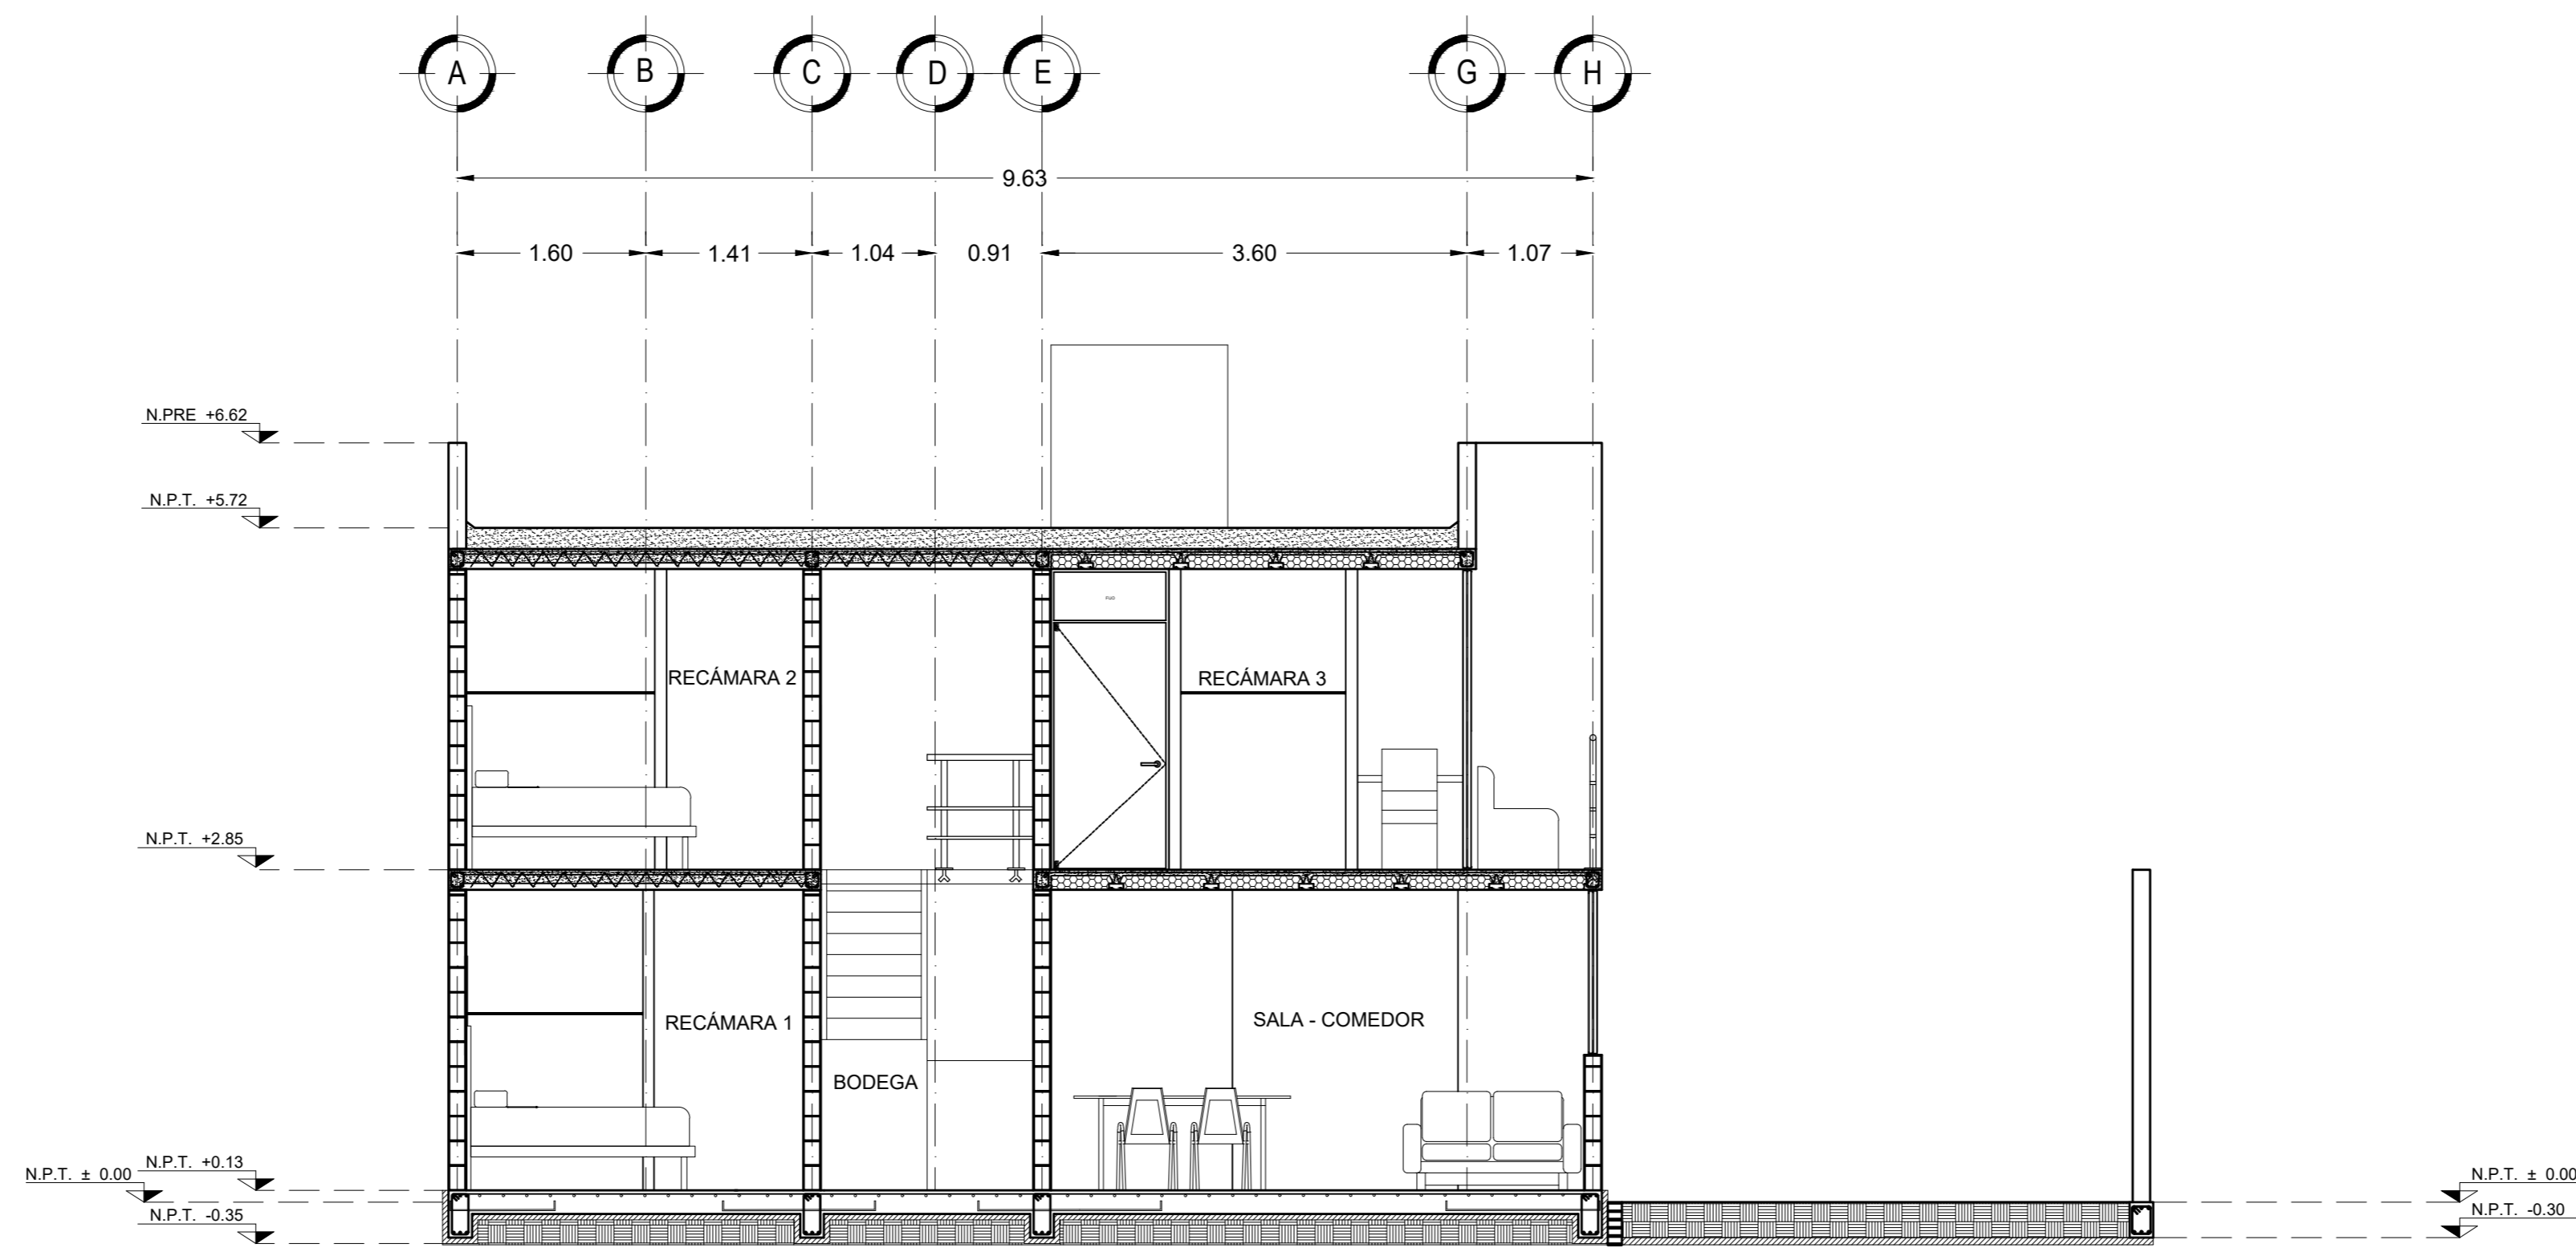 A B C D E G H
9.63
1.60 1.41 1.04 0.91 3.60 1.07
N.PRE +6.62
N.P.T. +5.72
FIJO
RECÁMARA 2
RECÁMARA 3
N.P.T. +2.85
RECÁMARA 1
SALA - COMEDOR
BODEGA
N.P.T. +0.13
N.P.T. ± 0.00
N.P.T. ± 0.00
N.P.T. -0.35
N.P.T. -0.30